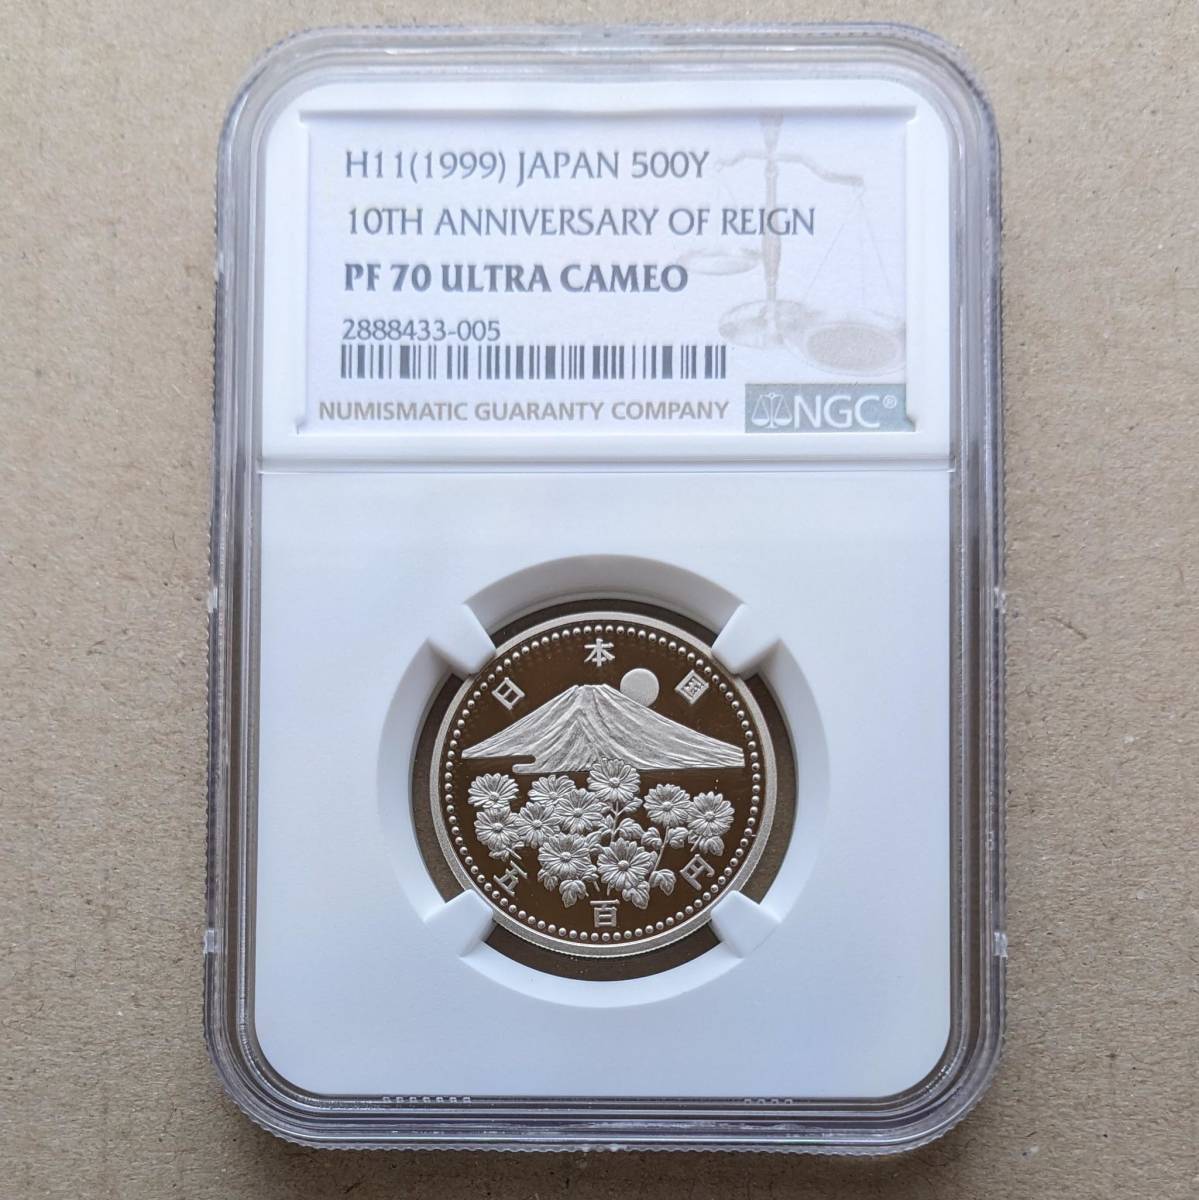 H11(1999) JAPAN 500Y
10TH ANNIVERSARY OF REIGN
PF 70 ULTRA CAMEO
2888433-005
NUMISMATIC GUARANTY COMPANY NGC®
日本国
五百円